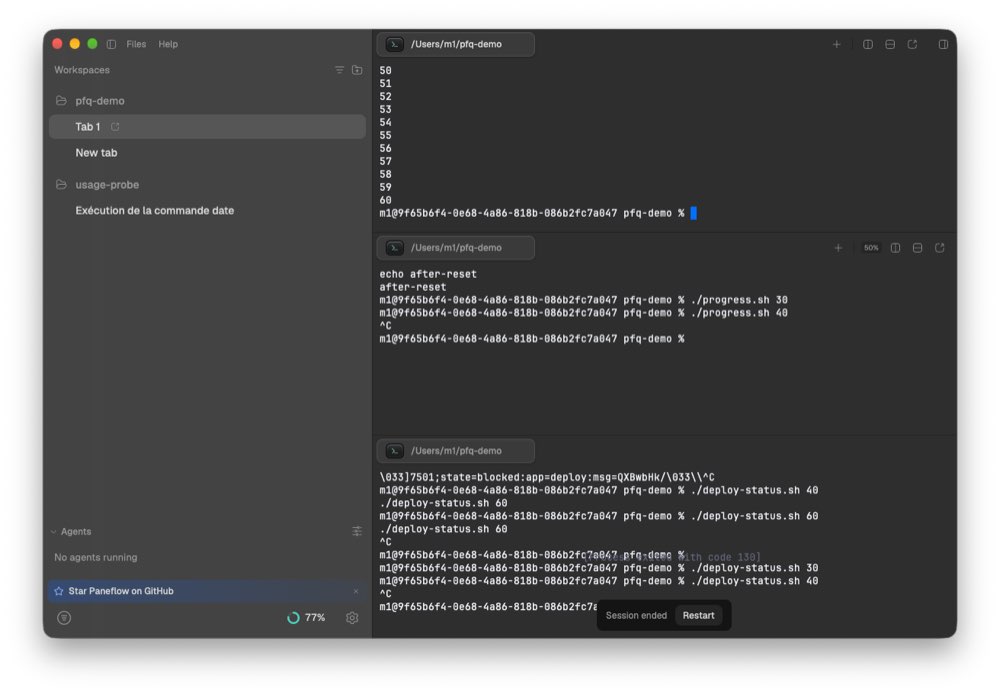 Files Help
Workspaces
pfq-demo
Tab 1
New tab
usage-probe
Exécution de la commande date
Agents
No agents running
Star Paneflow on GitHub
77%
/Users/m1/pfq-demo
50
51
52
53
54
55
56
57
58
59
60
m1@9f65b6f4-0e68-4a86-818b-086b2fc7a047 pfq-demo %
/Users/m1/pfq-demo
50%
echo after-reset
after-reset
m1@9f65b6f4-0e68-4a86-818b-086b2fc7a047 pfq-demo % ./progress.sh 30
m1@9f65b6f4-0e68-4a86-818b-086b2fc7a047 pfq-demo % ./progress.sh 40
^C
m1@9f65b6f4-0e68-4a86-818b-086b2fc7a047 pfq-demo %
/Users/m1/pfq-demo
\033]7501;state=blocked:app=deploy:msg=QXBwbHk/\033\\^C
m1@9f65b6f4-0e68-4a86-818b-086b2fc7a047 pfq-demo % ./deploy-status.sh 40
./deploy-status.sh 60
m1@9f65b6f4-0e68-4a86-818b-086b2fc7a047 pfq-demo % ./deploy-status.sh 60
./deploy-status.sh 60
^C
m1@9f65b6f4-0e68-4a86-818b-086b2fc7a047 pfq-demo %
with code 130]
m1@9f65b6f4-0e68-4a86-818b-086b2fc7a047 pfq-demo % ./deploy-status.sh 30
m1@9f65b6f4-0e68-4a86-818b-086b2fc7a047 pfq-demo % ./deploy-status.sh 40
^C
m1@9f65b6f4-0e68-4a86-818b-086b2fc7a
Session ended Restart